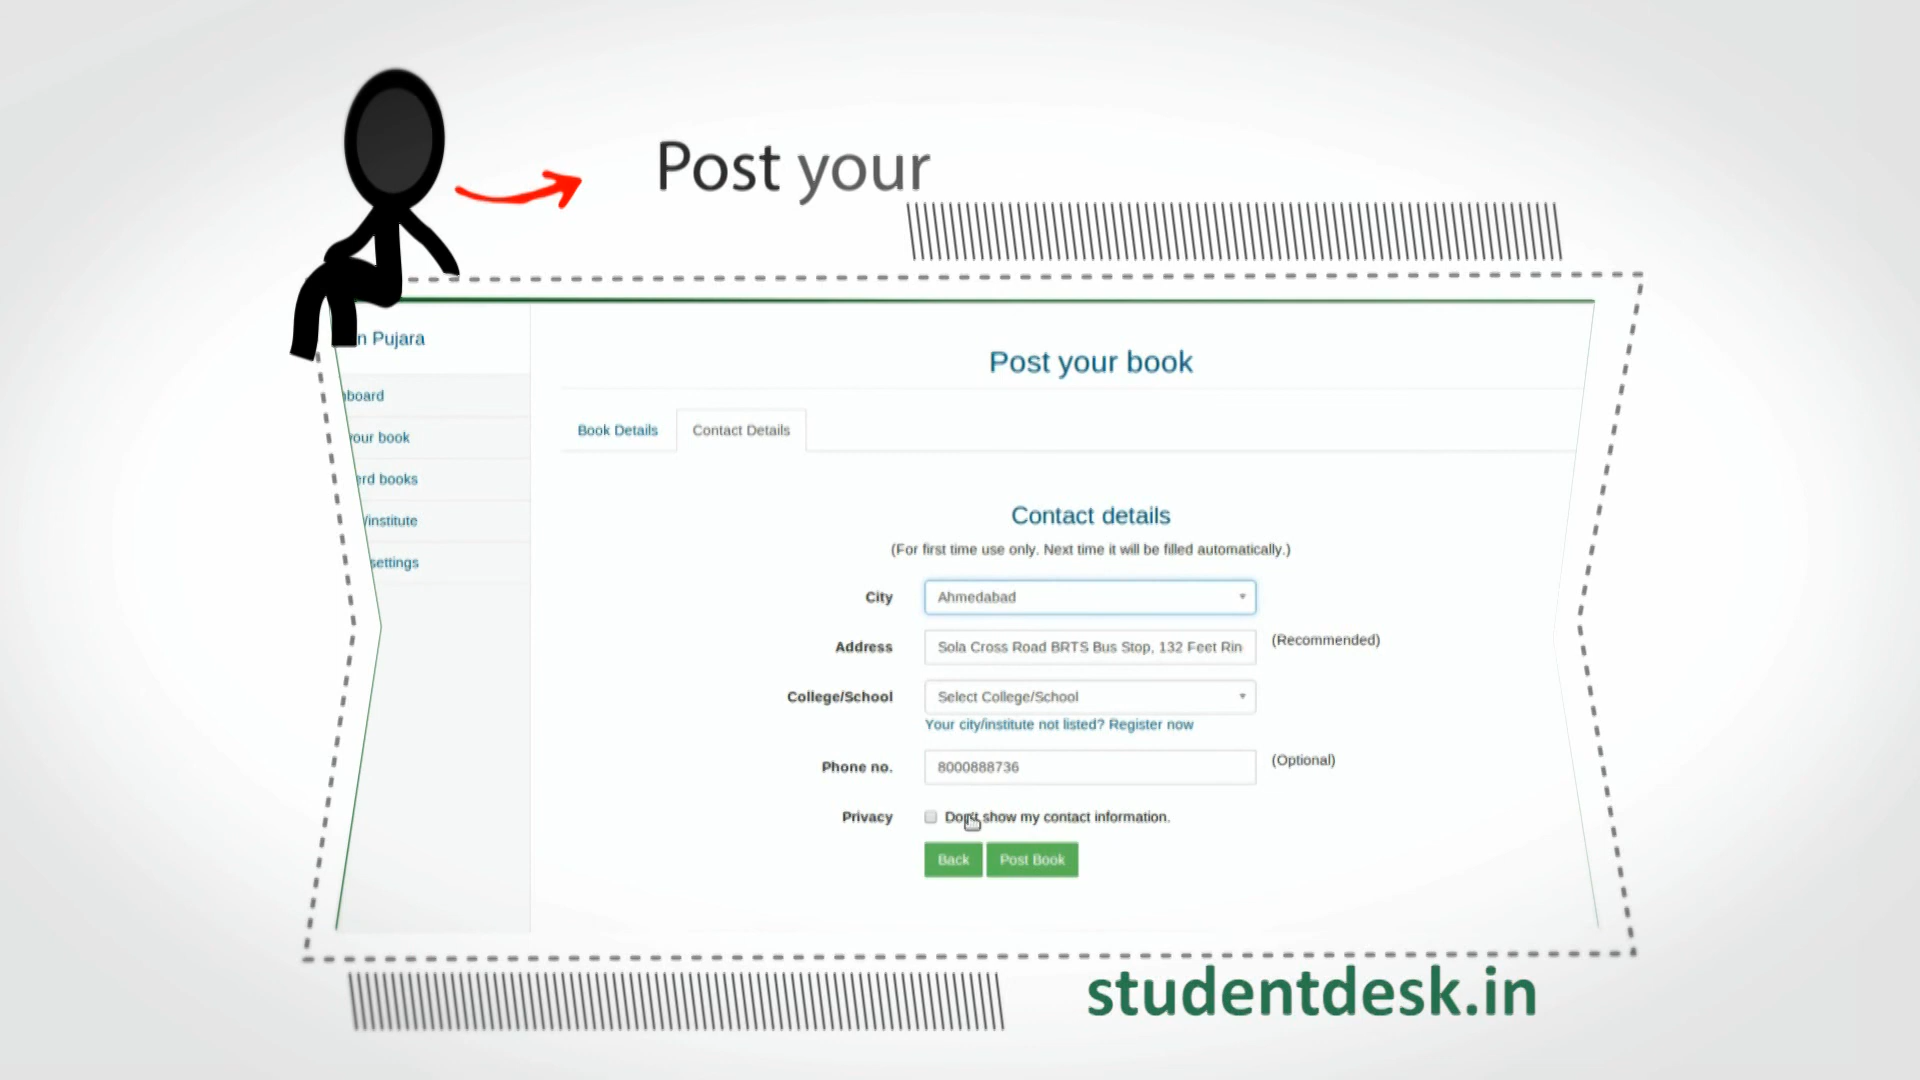 Post your
n Pujara
board
our book
rd books
/institute
settings
Post your book
Book Details
Contact Details
Contact details
(For first time use only. Next time it will be filled automatically.)
City
Ahmedabad
Address
Sola Cross Road BRTS Bus Stop, 132 Feet Rin
(Recommended)
College/School
Select College/School
Your city/institute not listed? Register now
Phone no.
8000888736
(Optional)
Privacy
Don't show my contact information.
Back
Post Book
studentdesk.in